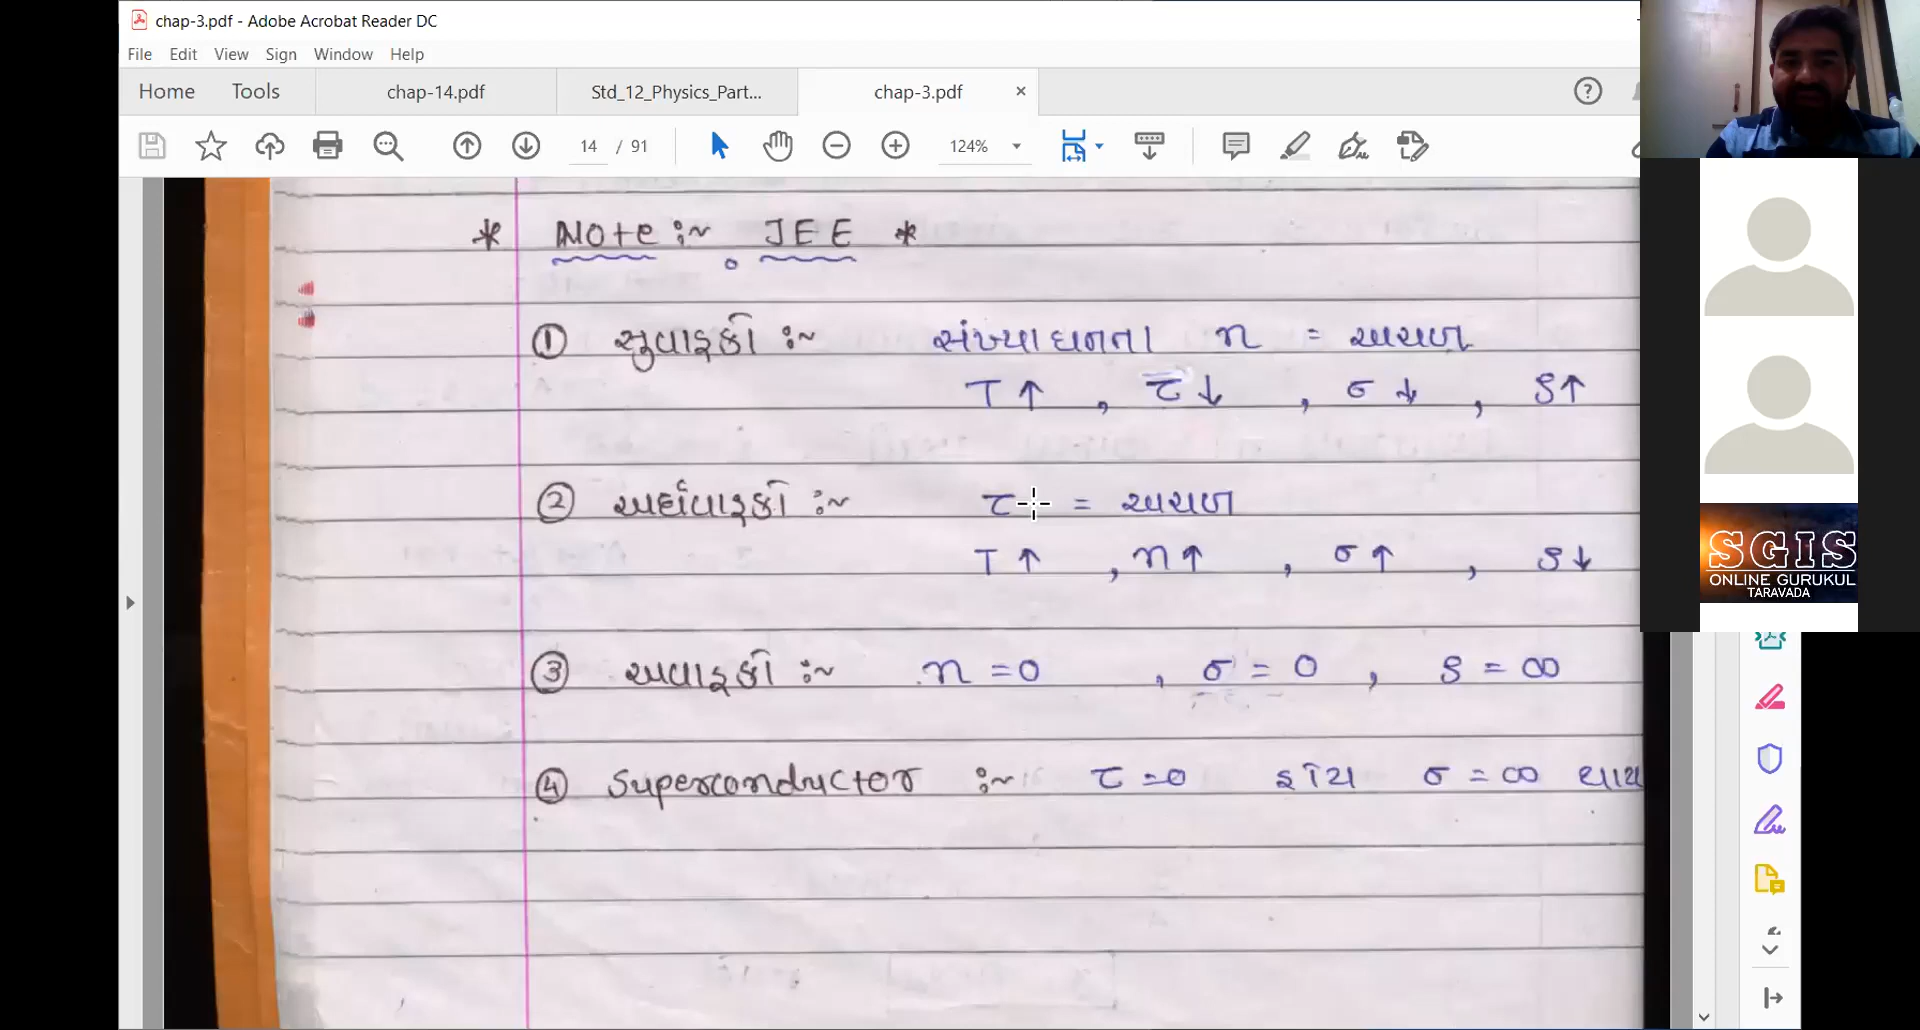 chap-3.pdf - Adobe Acrobat Reader DC
File Edit View Sign Window Help
Home Tools chap-14.pdf Std_12_Physics_Part... chap-3.pdf ×
14 / 91 124%
* Note :~ JEE *
① સુવાહકો :~ સંખ્યા ઘનતા n = અચળ
T ↑ , τ ↓ , σ ↓ , ρ ↑
② અર્ધવાહકો :~ τ = અચળ
T ↑ , n ↑ , σ ↑ , ρ ↓
③ અવાહકો :~ n = 0 , σ = 0 , ρ = ∞
④ Superconductor :~ τ = 0 હોય σ = ∞ થાય
SGIS
ONLINE GURUKUL
TARAVADA